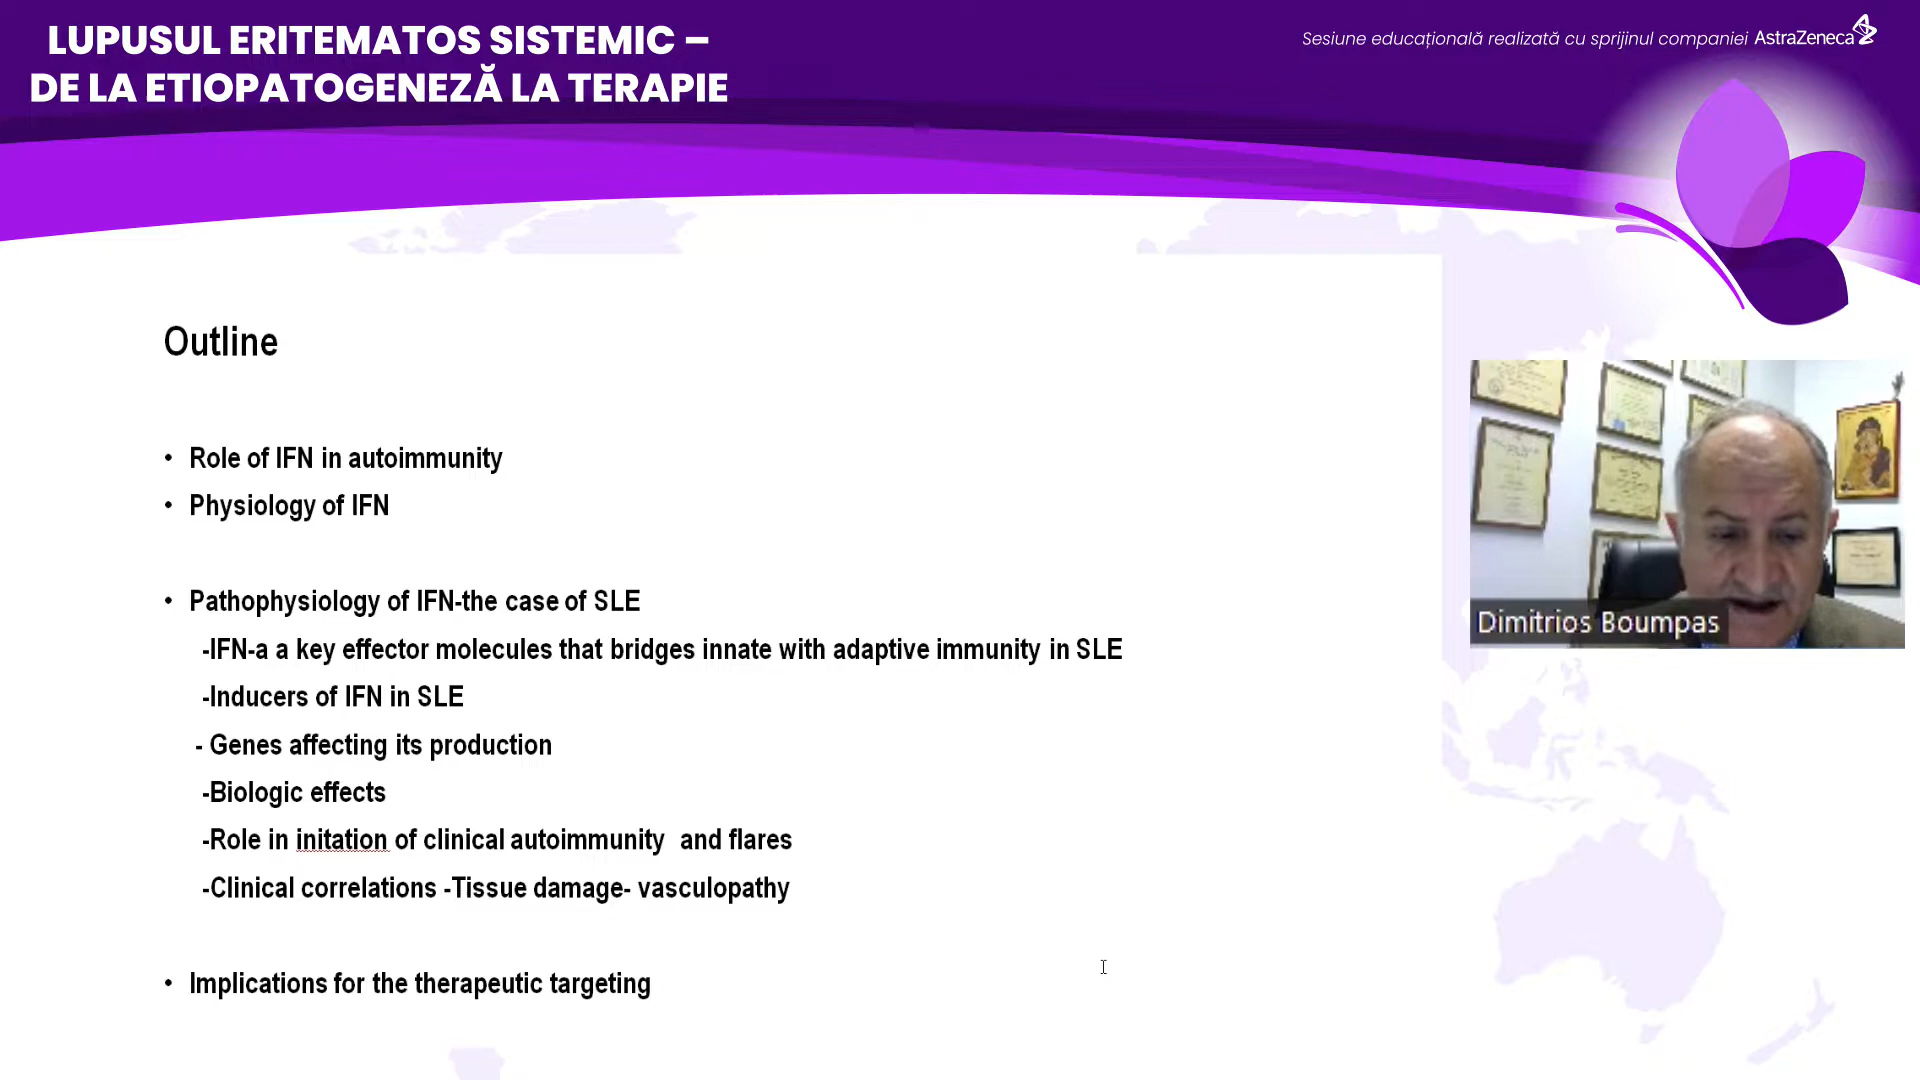 LUPUSUL ERITEMATOS SISTEMIC –
DE LA ETIOPATOGENEZĂ LA TERAPIE
Sesiune educațională realizată cu sprijinul companiei AstraZeneca
Outline
• Role of IFN in autoimmunity
• Physiology of IFN
• Pathophysiology of IFN-the case of SLE
-IFN-a a key effector molecules that bridges innate with adaptive immunity in SLE
-Inducers of IFN in SLE
- Genes affecting its production
-Biologic effects
-Role in initation of clinical autoimmunity and flares
-Clinical correlations -Tissue damage- vasculopathy
• Implications for the therapeutic targeting
Dimitrios Boumpas